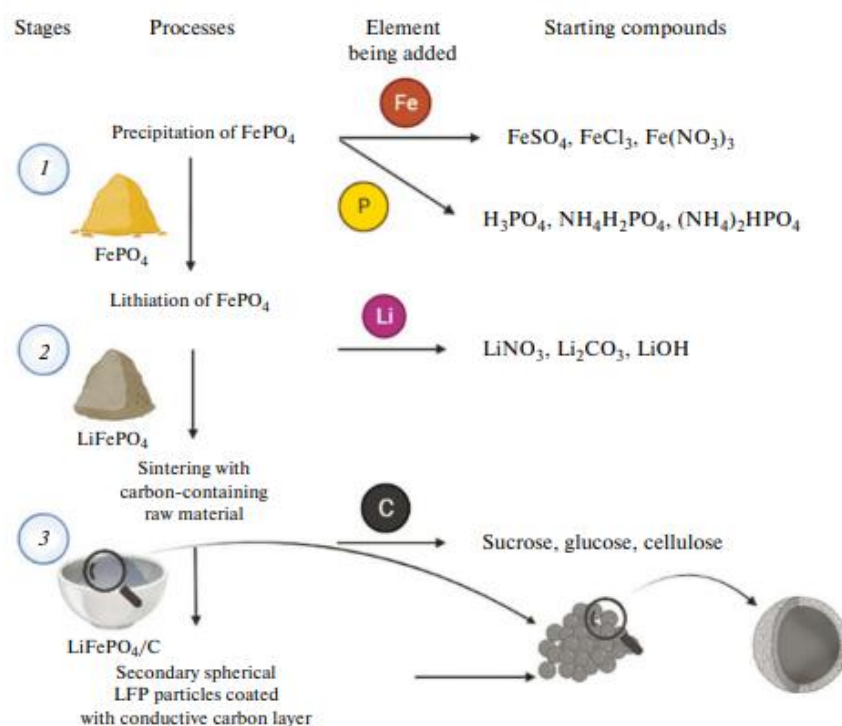 Stages Processes Element Starting compounds
being added
Fe
Precipitation of FePO₄ FeSO₄, FeCl₃, Fe(NO₃)₃
1
P
H₃PO₄, NH₄H₂PO₄, (NH₄)₂HPO₄
FePO₄
Lithiation of FePO₄
Li
2
LiNO₃, Li₂CO₃, LiOH
LiFePO₄
Sintering with
carbon-containing
raw material
C
3
Sucrose, glucose, cellulose
LiFePO₄/C
Secondary spherical
LFP particles coated
with conductive carbon layer